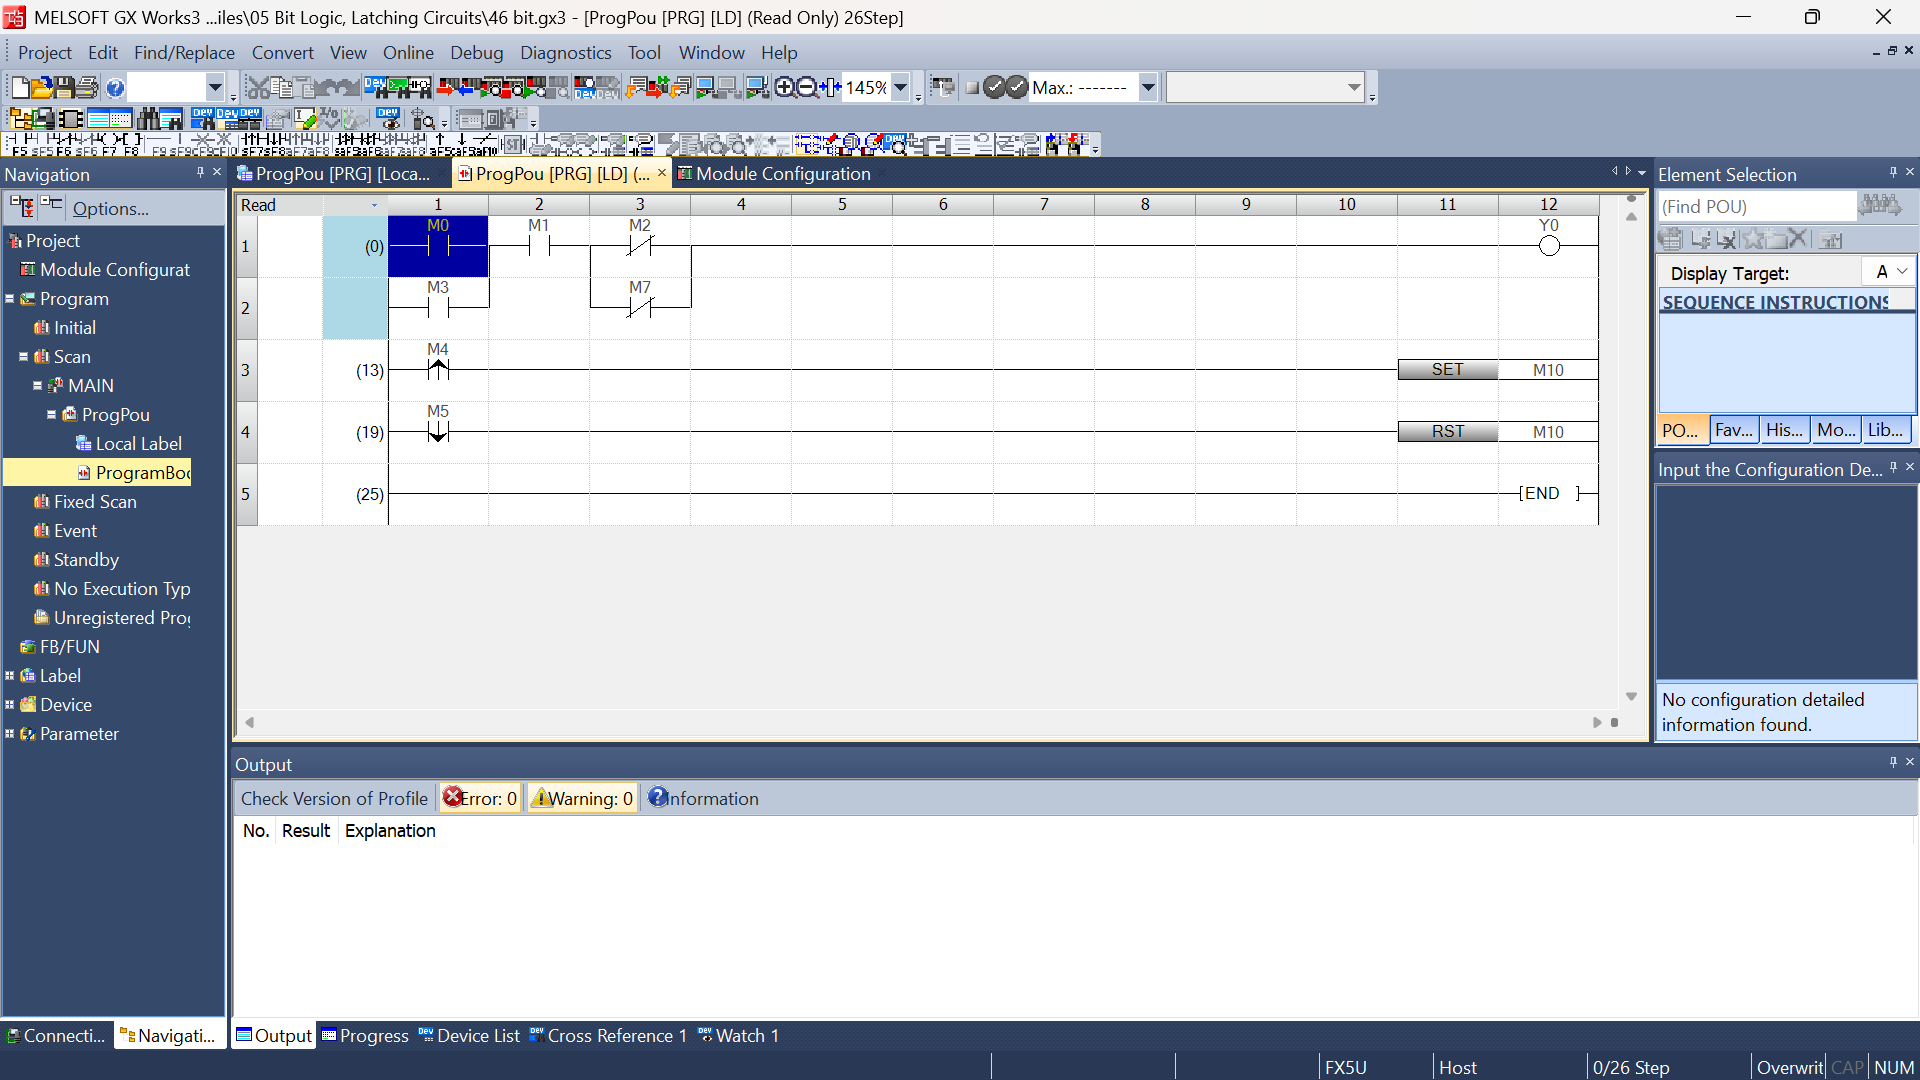 MELSOFT GX Works3 ...iles\05 Bit Logic, Latching Circuits\46 bit.gx3 - [ProgPou [PRG] [LD] (Read Only) 26Step]
Project Edit Find/Replace Convert View Online Debug Diagnostics Tool Window Help
145% Max.: -------
Navigation
ProgPou [PRG] [Loca...
ProgPou [PRG] [LD] (...
Module Configuration
Element Selection
Options...
Read 1 2 3 4 5 6 7 8 9 10 11 12
(Find POU)
Project
Module Configurat
Program
Initial
Scan
MAIN
ProgPou
Local Label
ProgramBoc
Fixed Scan
Event
Standby
No Execution Typ
Unregistered Prog
FB/FUN
Label
Device
Parameter
M0 M1 M2 Y0
1 (0)
M3 M7
2
M4
3 (13) SET M10
M5
4 (19) RST M10
5 (25) [END ]
Display Target: A
SEQUENCE INSTRUCTIONS
PO... Fav... His... Mo... Lib...
Input the Configuration De...
No configuration detailed
information found.
Output
Check Version of Profile Error: 0 Warning: 0 Information
No. Result Explanation
Connecti... Navigati... Output Progress Device List Cross Reference 1 Watch 1
FX5U Host 0/26 Step Overwrit CAP NUM